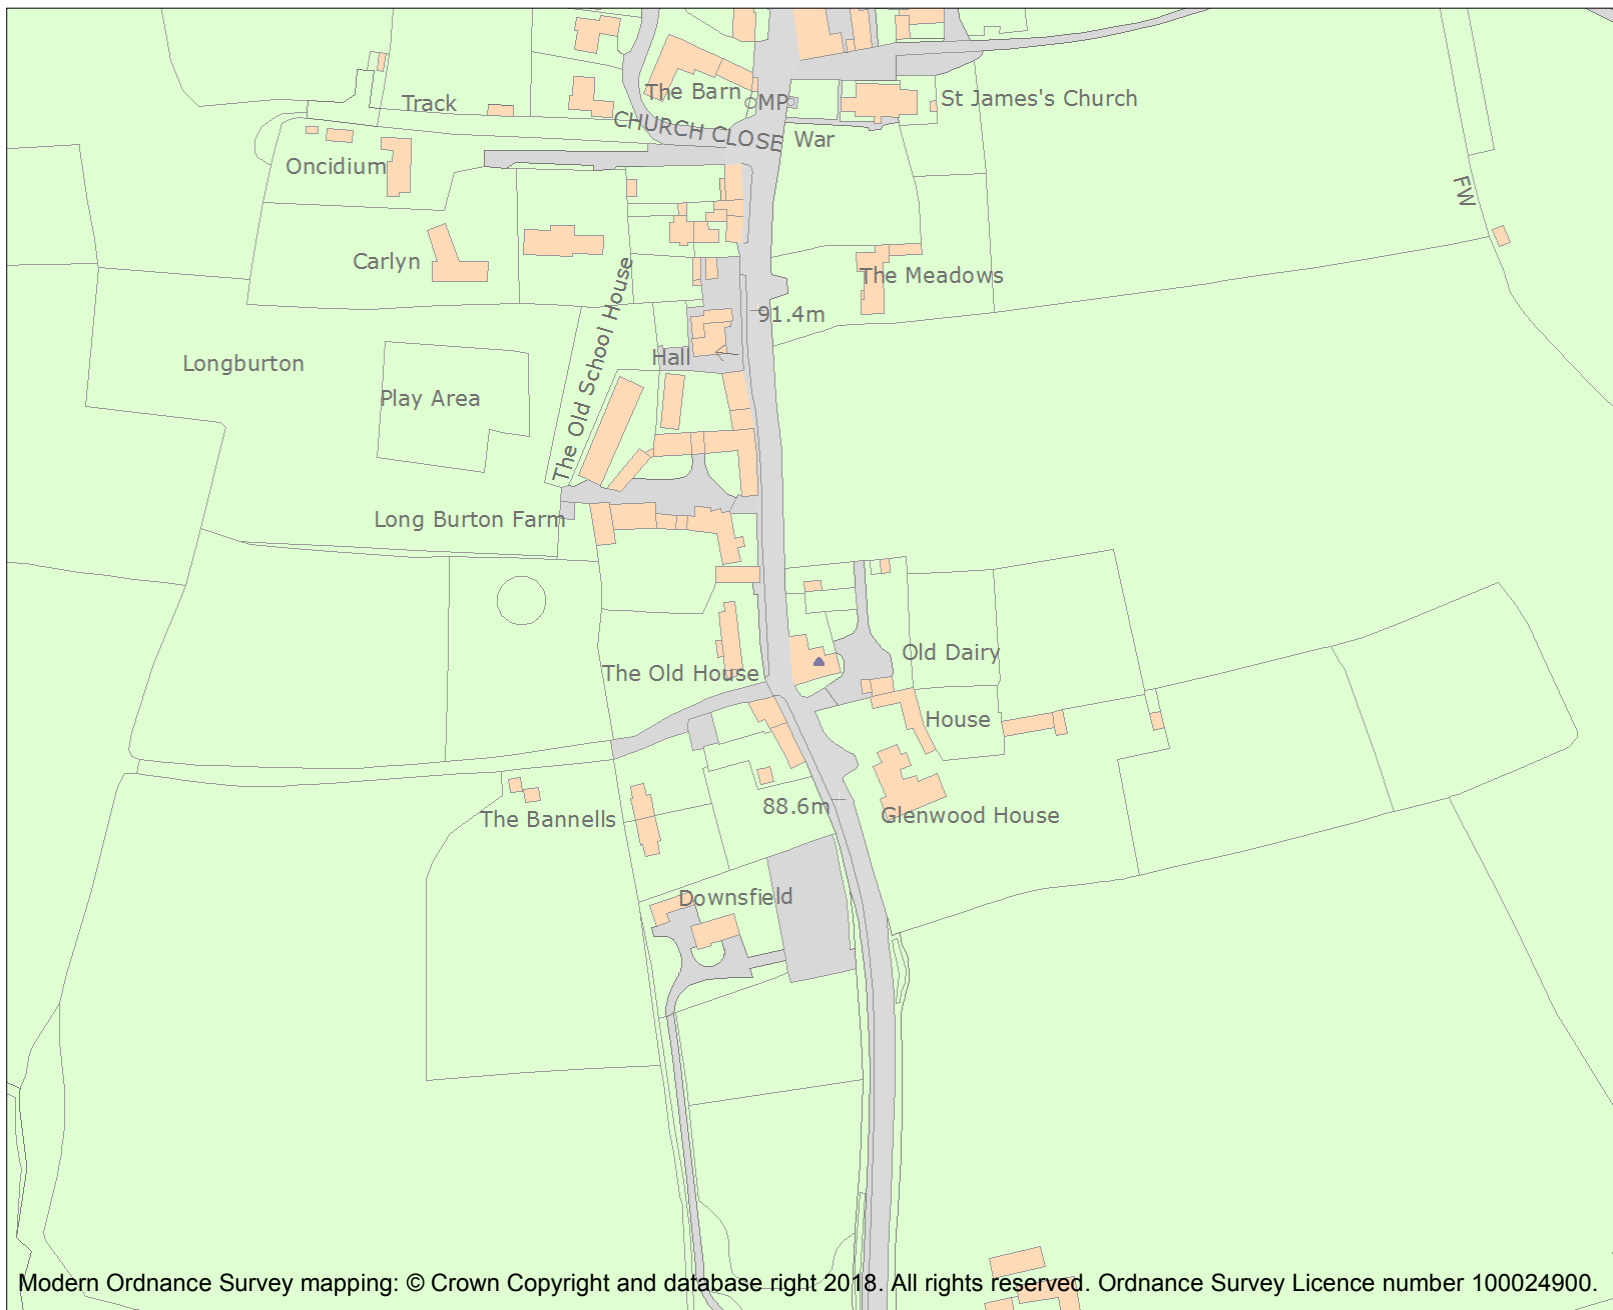 The Barn
MP
St James's Church
Track
CHURCH CLOSE
War
Oncidium
FW
Carlyn
The Meadows
The Old School House
91.4m
Longburton
Hall
Play Area
Long Burton Farm
Old Dairy
The Old House
House
88.6m
Glenwood House
The Bannells
Downsfield
Modern Ordnance Survey mapping: © Crown Copyright and database right 2018. All rights reserved. Ordnance Survey Licence number 100024900.